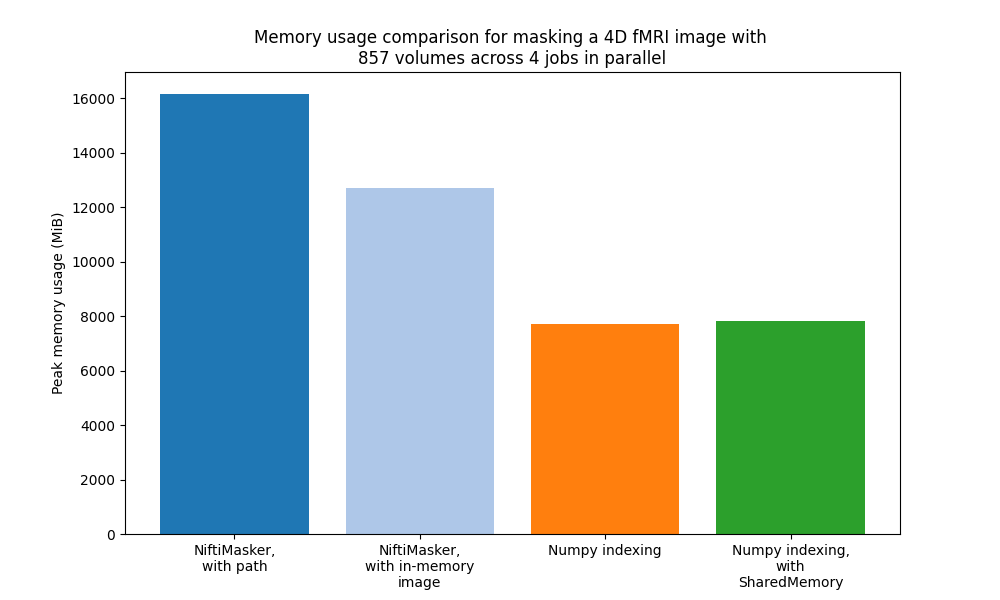 Memory usage comparison for masking a 4D fMRI image with
857 volumes across 4 jobs in parallel
Peak memory usage (MiB)
16000
14000
12000
10000
8000
6000
4000
2000
0
NiftiMasker,
with path
NiftiMasker,
with in-memory
image
Numpy indexing
Numpy indexing,
with
SharedMemory